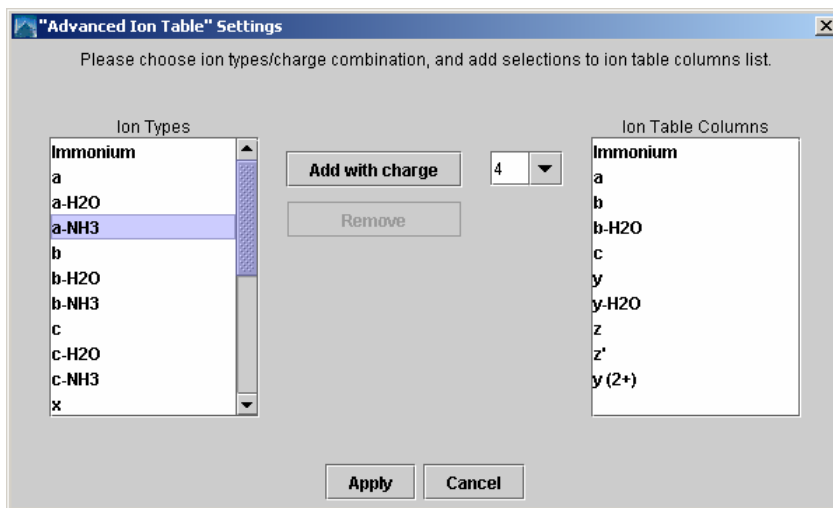 "Advanced Ion Table" Settings
Please choose ion types/charge combination, and add selections to ion table columns list.
Ion Types
Immonium
a
a-H2O
a-NH3
b
b-H2O
b-NH3
c
c-H2O
c-NH3
x
Add with charge
4
Remove
Ion Table Columns
Immonium
a
b
b-H2O
c
y
y-H2O
z
z'
y (2+)
Apply
Cancel